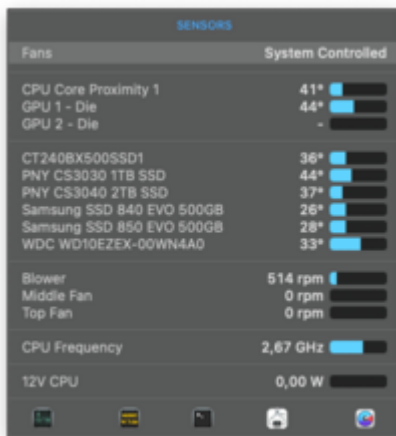 SENSORS
Fans System Controlled
CPU Core Proximity 1 41°
GPU 1 - Die 44°
GPU 2 - Die -
CT240BX500SSD1 36°
PNY CS3030 1TB SSD 44°
PNY CS3040 2TB SSD 37°
Samsung SSD 840 EVO 500GB 26°
Samsung SSD 850 EVO 500GB 28°
WDC WD10EZEX-00WN4A0 33°
Blower 514 rpm
Middle Fan 0 rpm
Top Fan 0 rpm
CPU Frequency 2,67 GHz
12V CPU 0,00 W